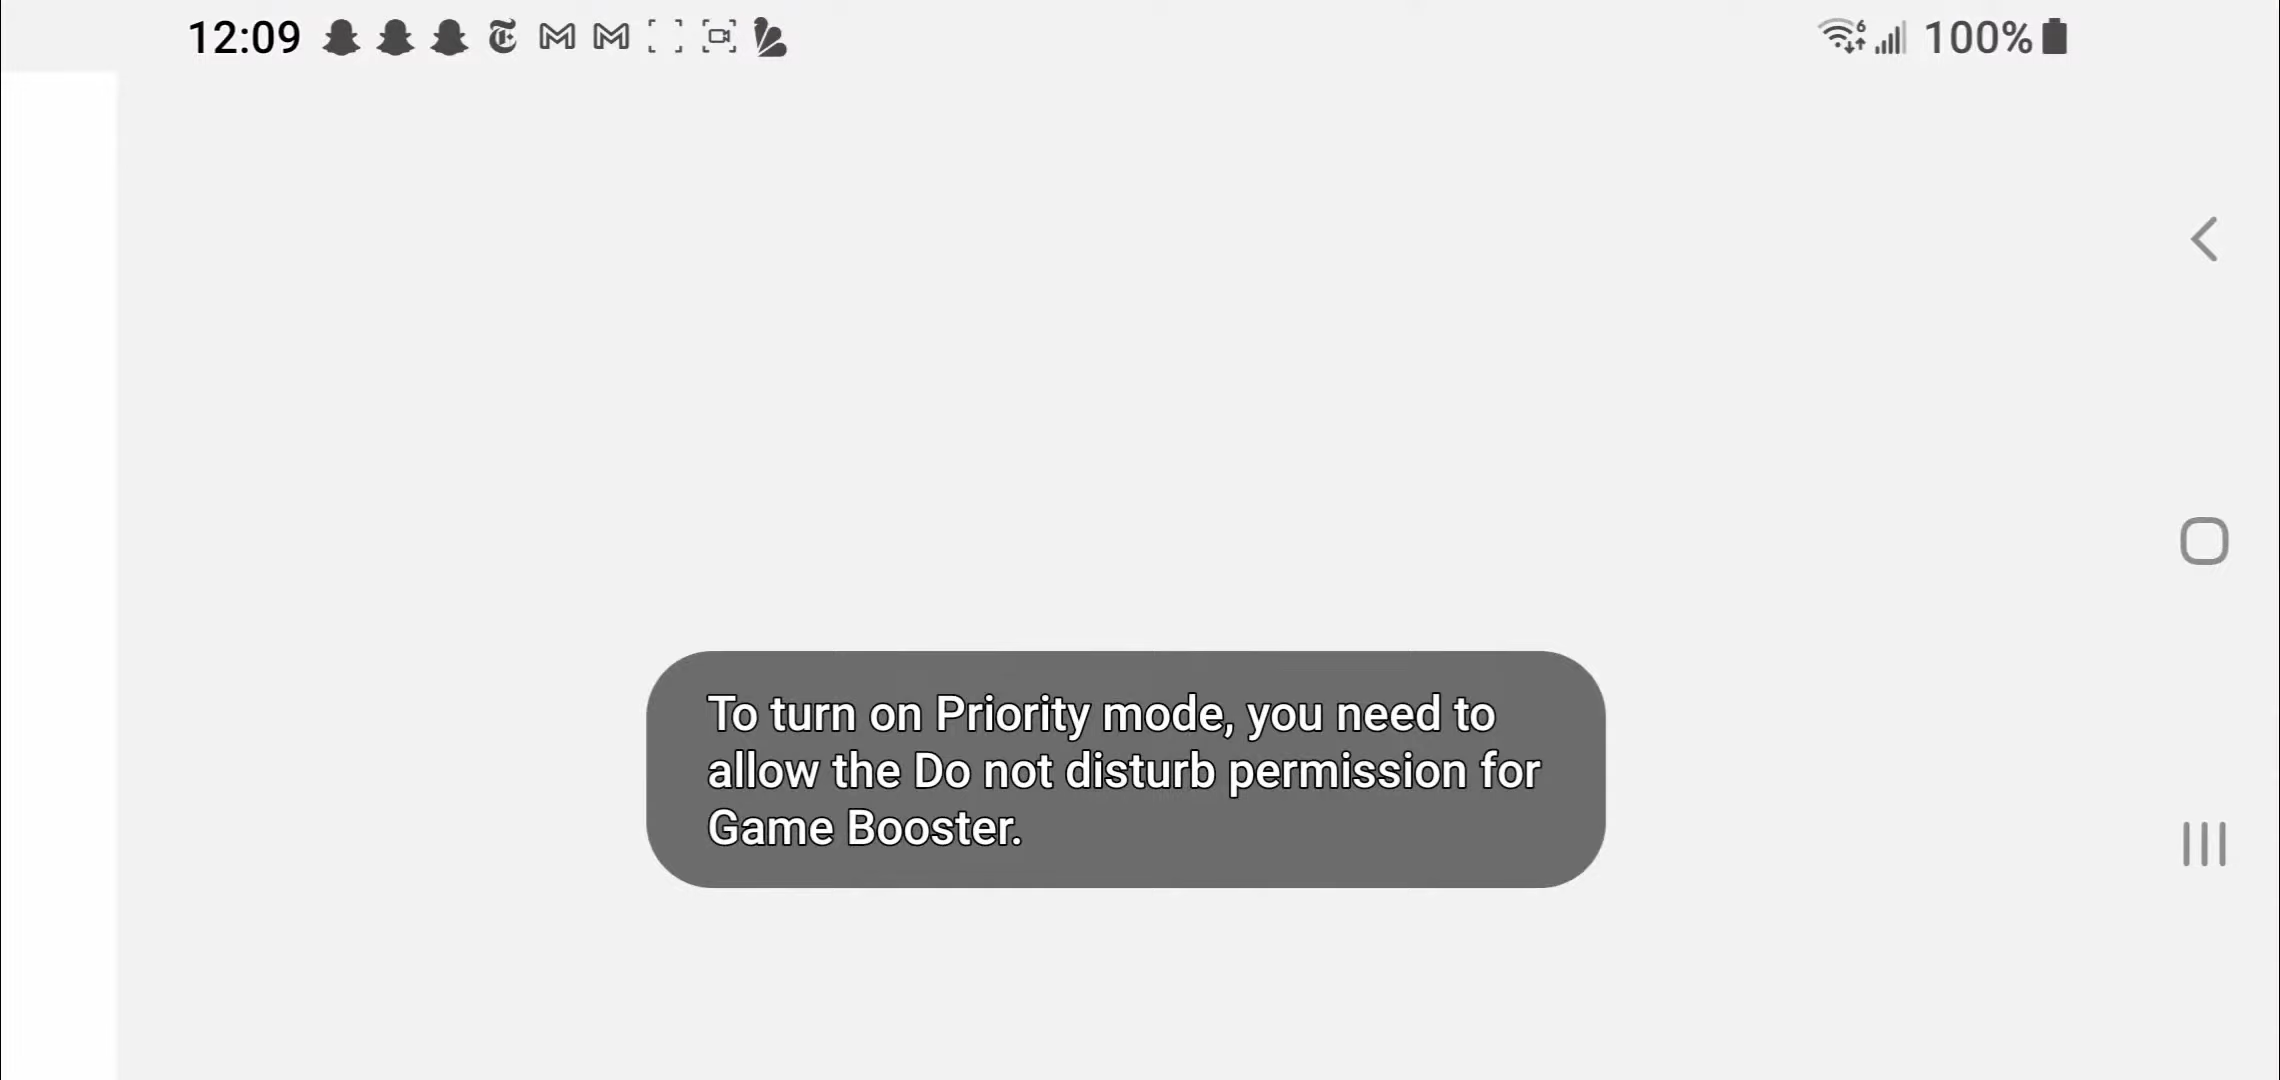 12:09 100%
To turn on Priority mode, you need to
allow the Do not disturb permission for
Game Booster.